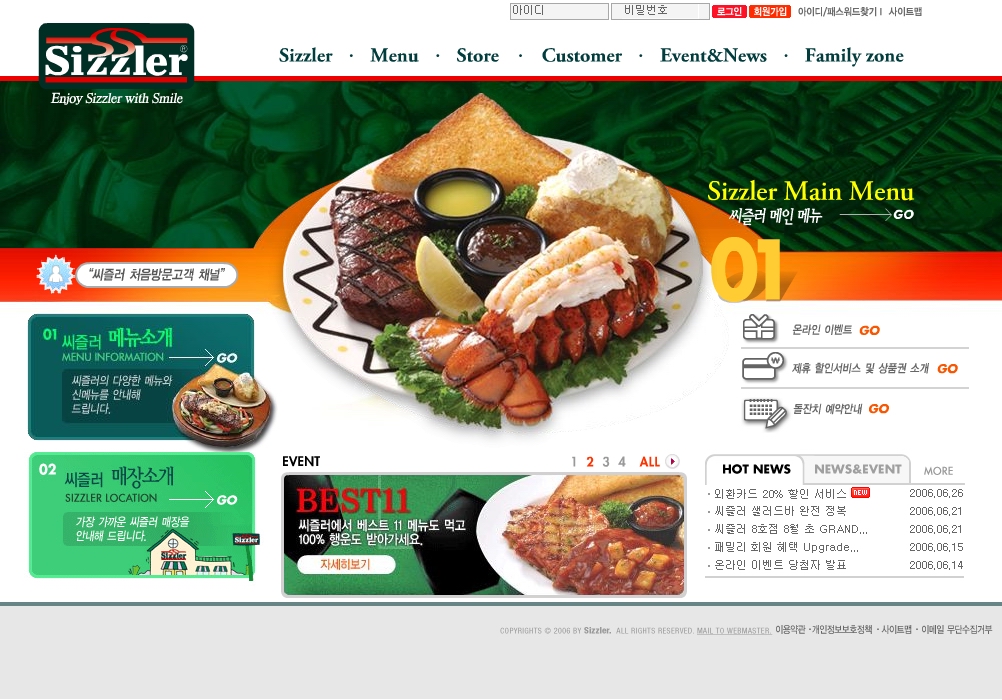 아이디 비밀번호 로그인 회원가입 아이디/패스워드찾기 | 사이트맵
Sizzler
Enjoy Sizzler with Smile
Sizzler · Menu · Store · Customer · Event&News · Family zone
Sizzler Main Menu
씨즐러 메인 메뉴 GO
01
"씨즐러 처음방문고객 채널"
01 씨즐러 메뉴소개
MENU INFORMATION GO
씨즐러의 다양한 메뉴와
신메뉴를 안내해
드립니다.
02 씨즐러 매장소개
SIZZLER LOCATION GO
가장 가까운 씨즐러 매장을
안내해 드립니다.
Sizzler
Sizzler
온라인 이벤트 GO
제휴 할인서비스 및 상품권 소개 GO
돌잔치 예약안내 GO
EVENT 1 2 3 4 ALL
BEST11
씨즐러에서 베스트 11 메뉴도 먹고
100% 행운도 받아가세요.
자세히보기
HOT NEWS NEWS&EVENT MORE
· 외환카드 20% 할인 서비스 NEW 2006.06.26
· 씨즐러 샐러드바 완전 정복 2006.06.21
· 씨즐러 8호점 8월 초 GRAND... 2006.06.21
· 패밀리 회원 혜택 Upgrade... 2006.06.15
· 온라인 이벤트 당첨자 발표 2006.06.14
COPYRIGHTS © 2006 BY Sizzler. ALL RIGHTS RESERVED. MAIL TO WEBMASTER. 이용약관 · 개인정보보호정책 · 사이트맵 · 이메일 무단수집거부